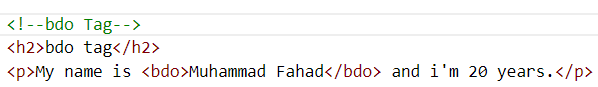 <!--bdo Tag-->
<h2>bdo tag</h2>
<p>My name is <bdo>Muhammad Fahad</bdo> and i'm 20 years.</p>